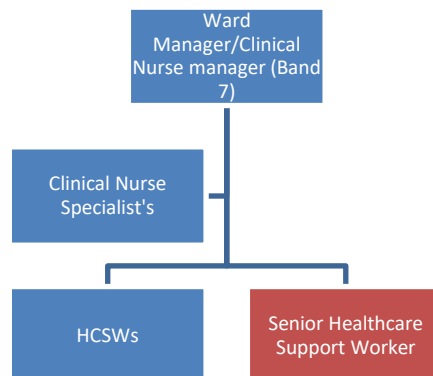 Ward
Manager/Clinical
Nurse manager (Band
7)
Clinical Nurse
Specialist's
HCSWs
Senior Healthcare
Support Worker